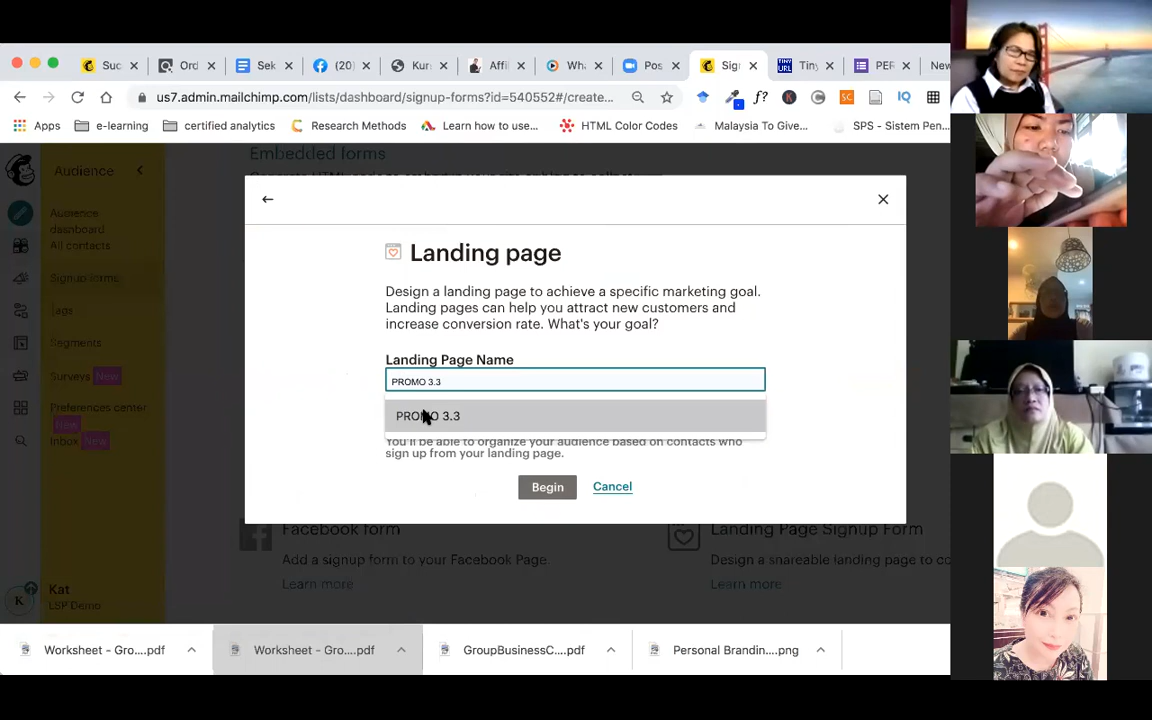 Suc
Ord
Sek
(20)
Kur
Affil
Wha
Pos
Sig
Tiny
PER
New
us7.admin.mailchimp.com/lists/dashboard/signup-forms?id=540552#/create...
Apps
e-learning
certified analytics
Research Methods
Learn how to use...
HTML Color Codes
Malaysia To Give...
SPS - Sistem Pen...
Audience
Audience
dashboard
All contacts
Signup forms
Tags
Segments
Surveys New
Preferences center
New
Inbox New
Kat
LSP Demo
Embedded forms
Landing page
Design a landing page to achieve a specific marketing goal.
Landing pages can help you attract new customers and
increase conversion rate. What's your goal?
Landing Page Name
PROMO 3.3
PROMO 3.3
You'll be able to organize your audience based on contacts who
sign up from your landing page.
Begin
Cancel
Facebook form
Add a signup form to your Facebook Page.
Learn more
Landing Page Signup Form
Design a shareable landing page to co
Learn more
Worksheet - Gro....pdf
Worksheet - Gro....pdf
GroupBusinessC....pdf
Personal Brandin....png